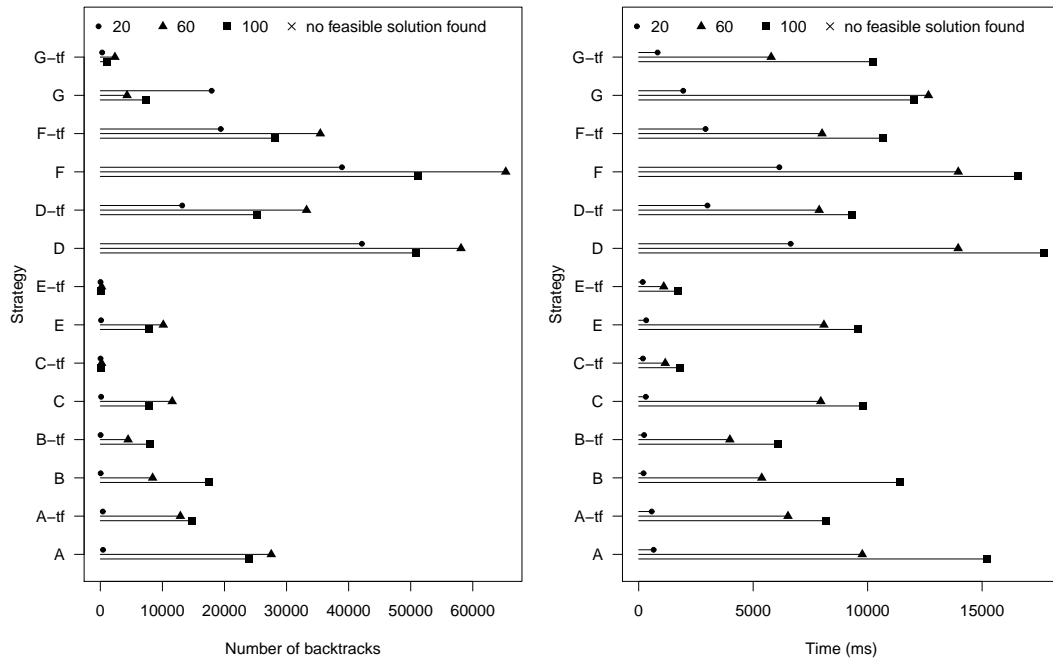 20 60 100 no feasible solution found
G−tf
G
F−tf
F
D−tf
D
E−tf
E
C−tf
C
B−tf
B
A−tf
A
Strategy
0 10000 20000 30000 40000 50000 60000
Number of backtracks
20 60 100 no feasible solution found
G−tf
G
F−tf
F
D−tf
D
E−tf
E
C−tf
C
B−tf
B
A−tf
A
Strategy
0 5000 10000 15000
Time (ms)